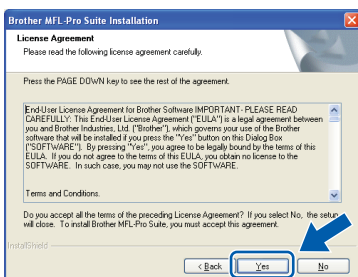 Brother MFL-Pro Suite Installation
License Agreement
Please read the following license agreement carefully.
Press the PAGE DOWN key to see the rest of the agreement.
End-User License Agreement for Brother Software IMPORTANT- PLEASE READ
CAREFULLY: This End-User License Agreement ("EULA") is a legal agreement between
you and Brother Industries, Ltd. ("Brother"), which governs your use of the Brother
software that will be installed if you press the "Yes" button on this Dialog Box
("SOFTWARE"). By pressing "Yes", you agree to be legally bound by the terms of this
EULA. If you do not agree to the terms of this EULA, you obtain no license to the
SOFTWARE. In such case, you may not use the SOFTWARE.
Terms and Conditions.
Do you accept all the terms of the preceding License Agreement? If you select No, the setup
will close. To install Brother MFL-Pro Suite, you must accept this agreement.
InstallShield
< Back
Yes
No